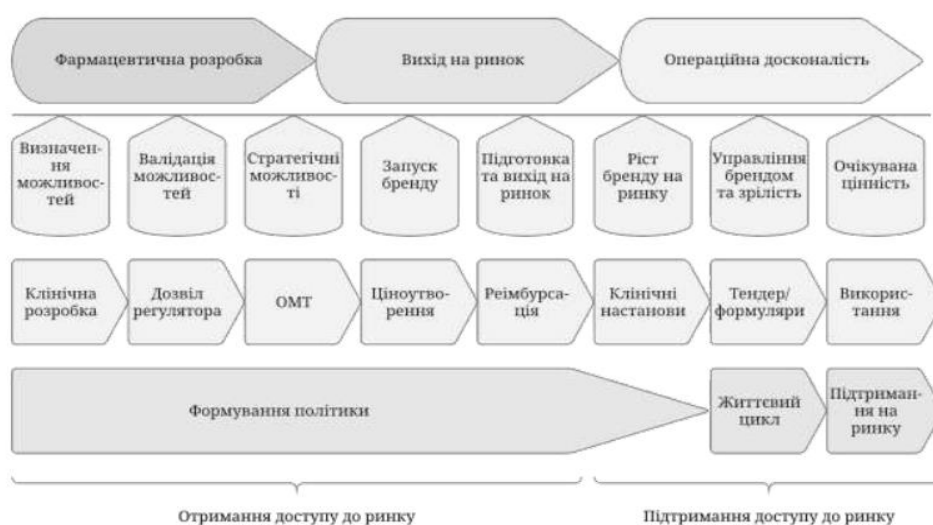 Фармацевтична розробка
Вихід на ринок
Операційна досконалість
Визначен-
ня
можливос-
тей
Валідація
можливос-
тей
Стратегічні
можливос-
ті
Запуск
бренду
Підготовка
та вихід на
ринок
Ріст
бренду на
ринку
Управління
брендом
та зрілість
Очікувана
цінність
Клінічна
розробка
Дозвіл
регулятора
ОМТ
Ціноутво-
рення
Реімбурса-
ція
Клінічні
настанови
Тендер/
формуляри
Викорис-
тання
Формування політики
Життєвий
цикл
Підтриман-
ня на
ринку
Отримання доступу до ринку
Підтримання доступу до ринку